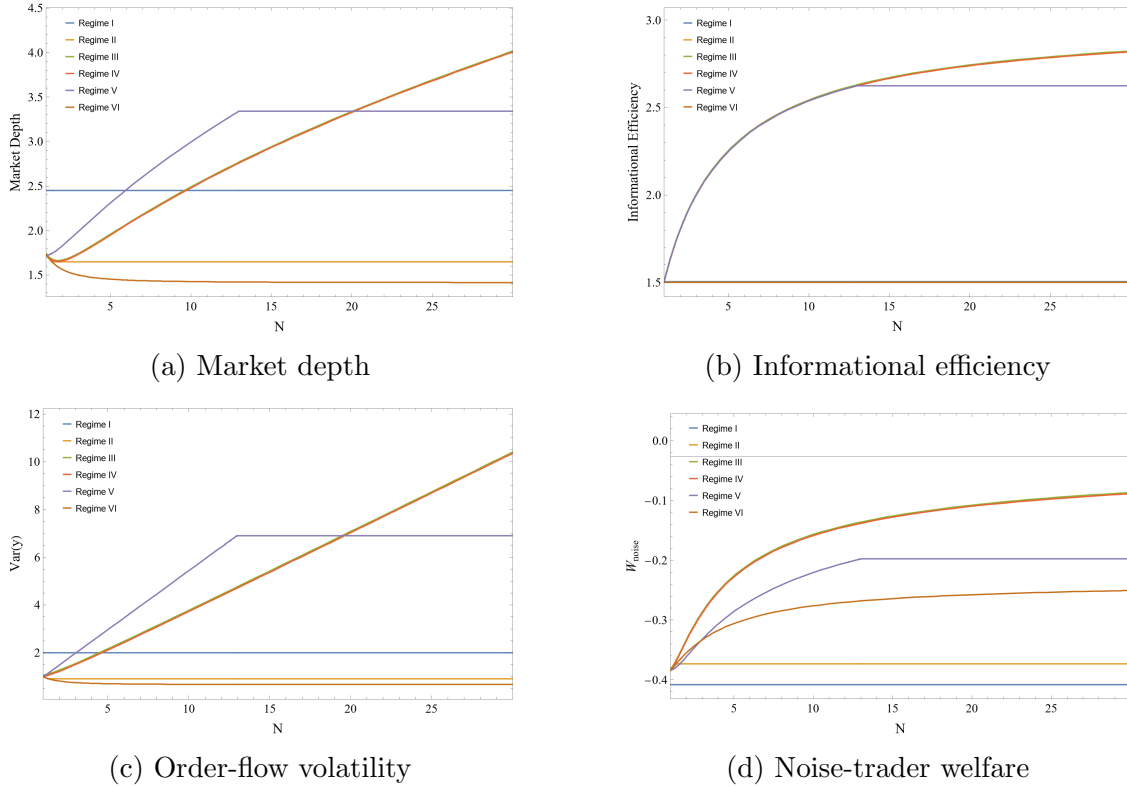 4.5
4.0
3.5
3.0
2.5
2.0
1.5
Market Depth
Regime I
Regime II
Regime III
Regime IV
Regime V
Regime VI
5
10
15
20
25
N
(a) Market depth
3.0
2.5
2.0
1.5
Informational Efficiency
Regime I
Regime II
Regime III
Regime IV
Regime V
Regime VI
5
10
15
20
25
N
(b) Informational efficiency
12
10
8
6
4
2
Var(y)
Regime I
Regime II
Regime III
Regime IV
Regime V
Regime VI
5
10
15
20
25
N
(c) Order-flow volatility
0.0
−0.1
−0.2
−0.3
−0.4
Wnoise
Regime I
Regime II
Regime III
Regime IV
Regime V
Regime VI
5
10
15
20
25
N
(d) Noise-trader welfare